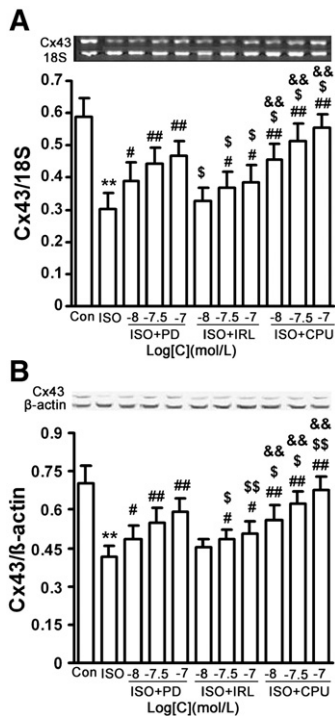 A
Cx43
18S
&&
&& $
&& $ ##
$ ##
##
## ## $ $
# $ # #
**
Cx43/18S
0.7
0.6
0.5
0.4
0.3
0.2
0.1
0
Con ISO -8 -7.5 -7 -8 -7.5 -7 -8 -7.5 -7
ISO+PD ISO+IRL ISO+CPU
Log[C](mol/L)
B
Cx43
β-actin
&&
&& $$
&& $ ##
$ ##
##
## ## $ $$
# # #
**
Cx43/ß-actin
0.9
0.75
0.6
0.45
0.3
0.15
0
Con ISO -8 -7.5 -7 -8 -7.5 -7 -8 -7.5 -7
ISO+PD ISO+IRL ISO+CPU
Log[C](mol/L)